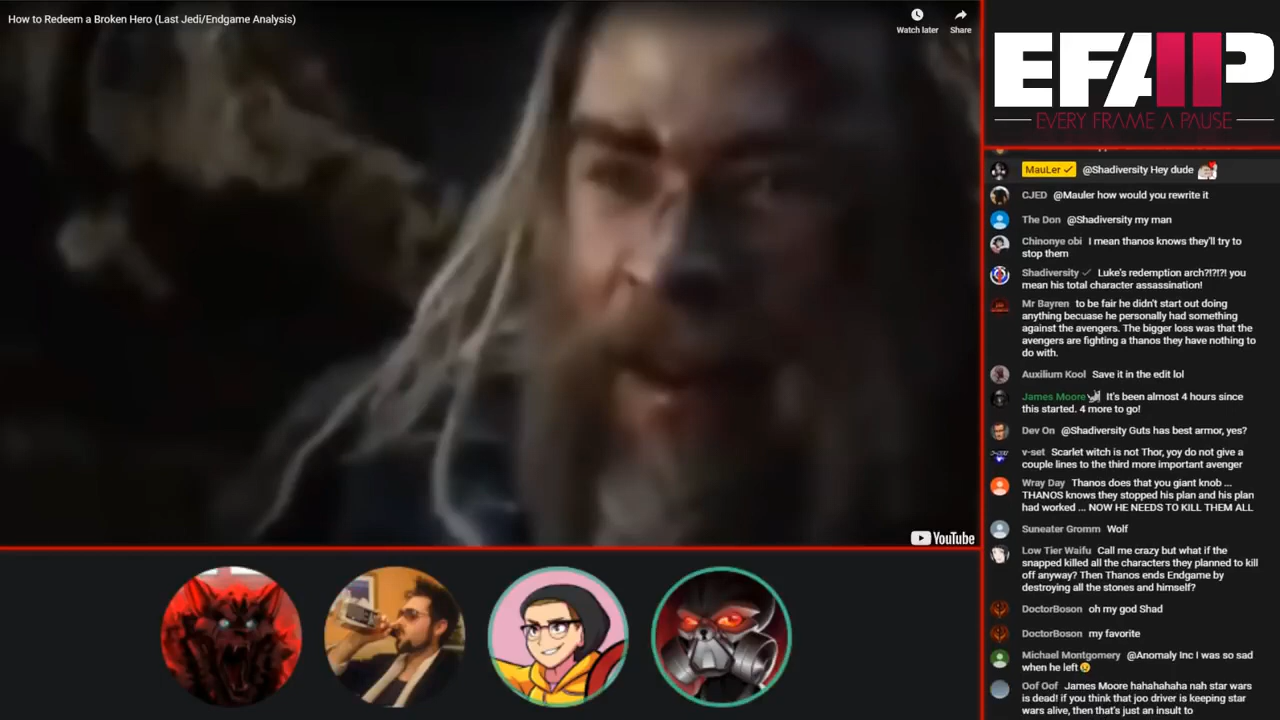 How to Redeem a Broken Hero (Last Jedi/Endgame Analysis)
Watch later
Share
YouTube
EFAP
EVERY FRAME A PAUSE
MauLer @Shadiversity Hey dude
CJED @Mauler how would you rewrite it
The Don @Shadiversity my man
Chinonye obi I mean thanos knows they'll try to
stop them
Shadiversity Luke's redemption arch?!?!?! you
mean his total character assassination!
Mr Bayren to be fair he didn't start out doing
anything becuase he personally had something
against the avengers. The bigger loss was that the
avengers are fighting a thanos they have nothing to
do with.
Auxilium Kool Save it in the edit lol
James Moore It's been almost 4 hours since
this started. 4 more to go!
Dev On @Shadiversity Guts has best armor, yes?
v-set Scarlet witch is not Thor, yoy do not give a
couple lines to the third more important avenger
Wray Day Thanos does that you giant knob ...
THANOS knows they stopped his plan and his plan
had worked ... NOW HE NEEDS TO KILL THEM ALL
Suneater Gromm Wolf
Low Tier Waifu Call me crazy but what if the
snapped killed all the characters they planned to kill
off anyway? Then Thanos ends Endgame by
destroying all the stones and himself?
DoctorBoson oh my god Shad
DoctorBoson my favorite
Michael Montgomery @Anomaly Inc I was so sad
when he left
Oof Oof James Moore hahahahaha nah star wars
is dead! if you think that joo driver is keeping star
wars alive, then that's just an insult to